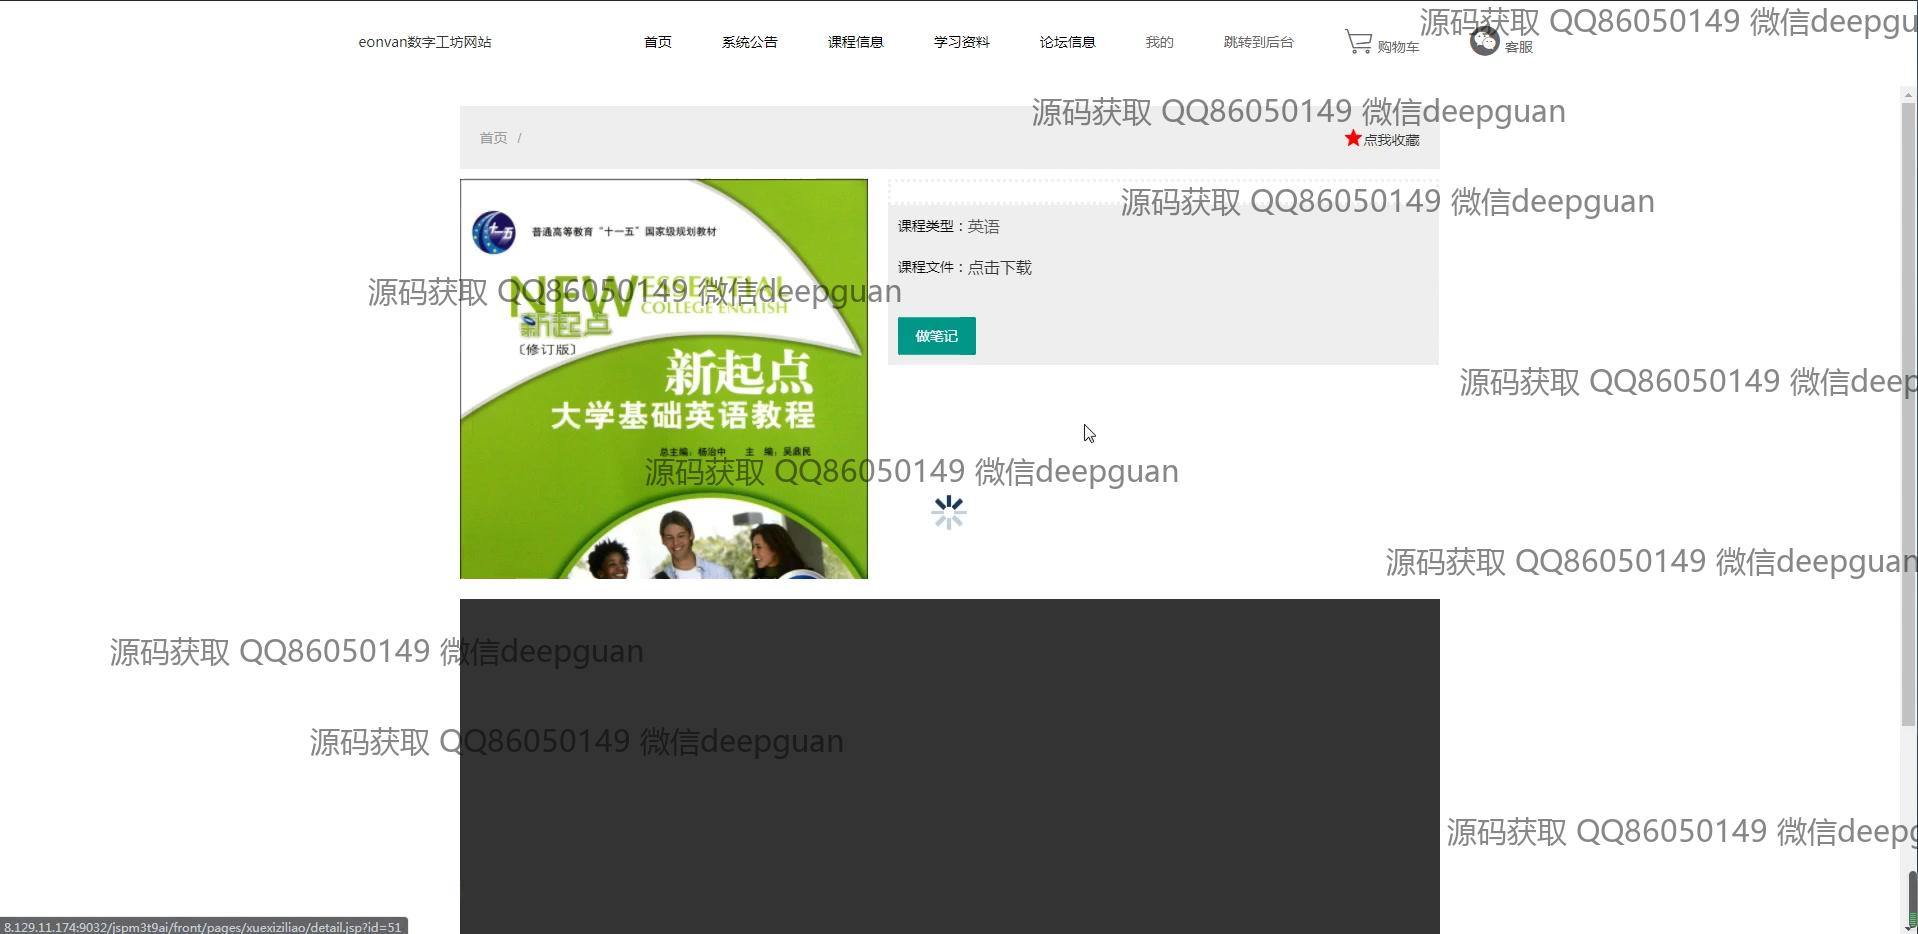 eonvan数字工坊网站 首页 系统公告 课程信息 学习资料 论坛信息 我的 跳转到后台 购物车 客服
源码获取 QQ86050149 微信deepgu
源码获取 QQ86050149 微信deepguan
首页 /
点我收藏
源码获取 QQ86050149 微信deepguan
课程类型：英语
课程文件：点击下载
做笔记
十一五
普通高等教育“十一五”国家级规划教材
NEW ESSENTIAL
COLLEGE ENGLISH
源码获取 QQ86050149 微信deepguan
新起点
〔修订版〕
新起点
大学基础英语教程
总主编：杨治中 主 编：吴鼎民
源码获取 QQ86050149 微信deep
源码获取 QQ86050149 微信deepguan
源码获取 QQ86050149 微信deepguan
源码获取 QQ86050149 微信deepguan
源码获取 QQ86050149 微信deepguan
源码获取 QQ86050149 微信deepg
8.129.11.174:9032/jspm3t9ai/front/pages/xuexiziliao/detail.jsp?id=51